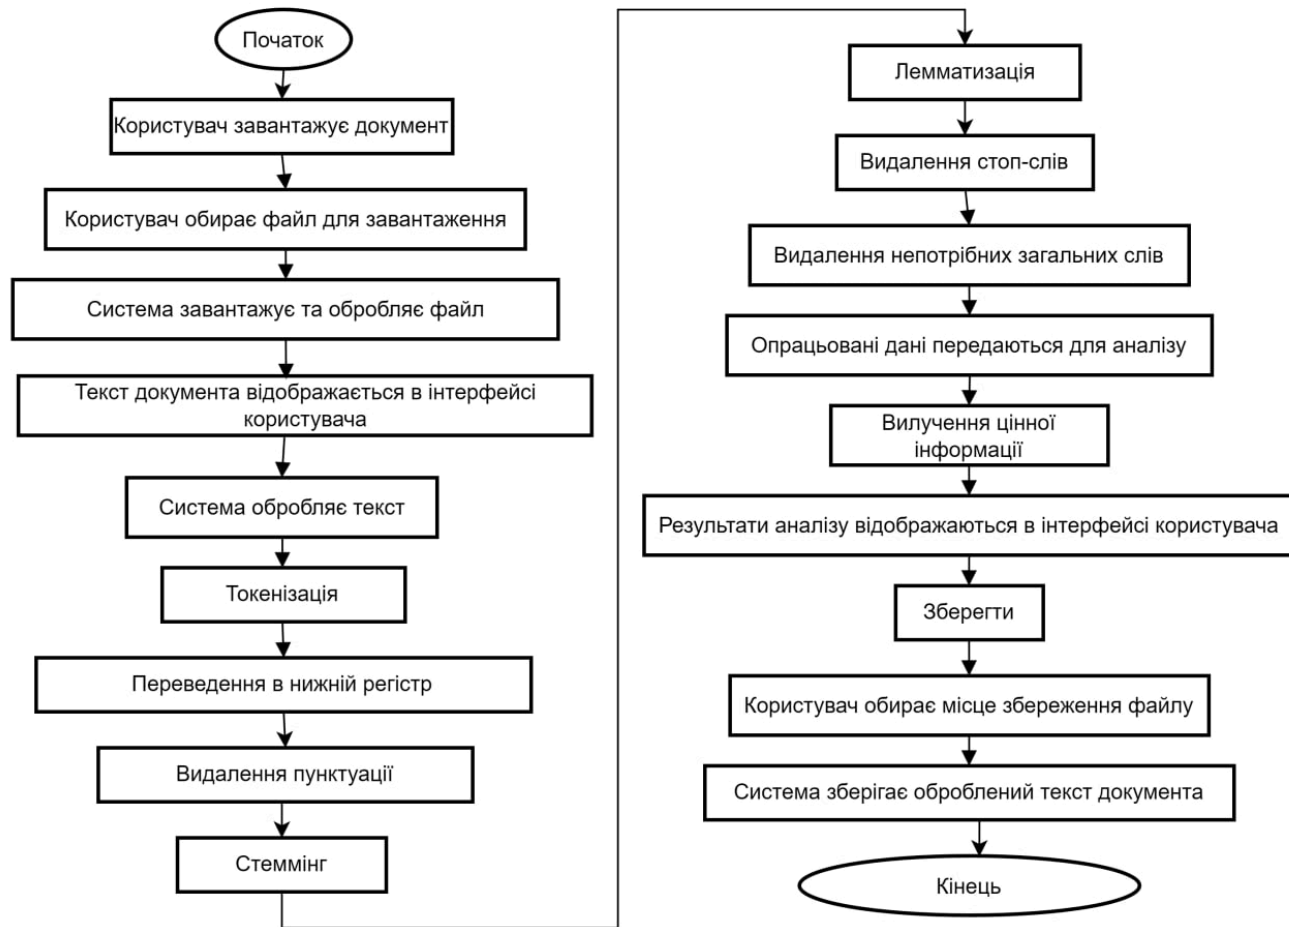 Початок
Користувач завантажує документ
Користувач обирає файл для завантаження
Система завантажує та обробляє файл
Текст документа відображається в інтерфейсі
користувача
Система обробляє текст
Токенізація
Переведення в нижній регістр
Видалення пунктуації
Стеммінг
Лемматизація
Видалення стоп-слів
Видалення непотрібних загальних слів
Опрацьовані дані передаються для аналізу
Вилучення цінної
інформації
Результати аналізу відображаються в інтерфейсі користувача
Зберегти
Користувач обирає місце збереження файлу
Система зберігає оброблений текст документа
Кінець